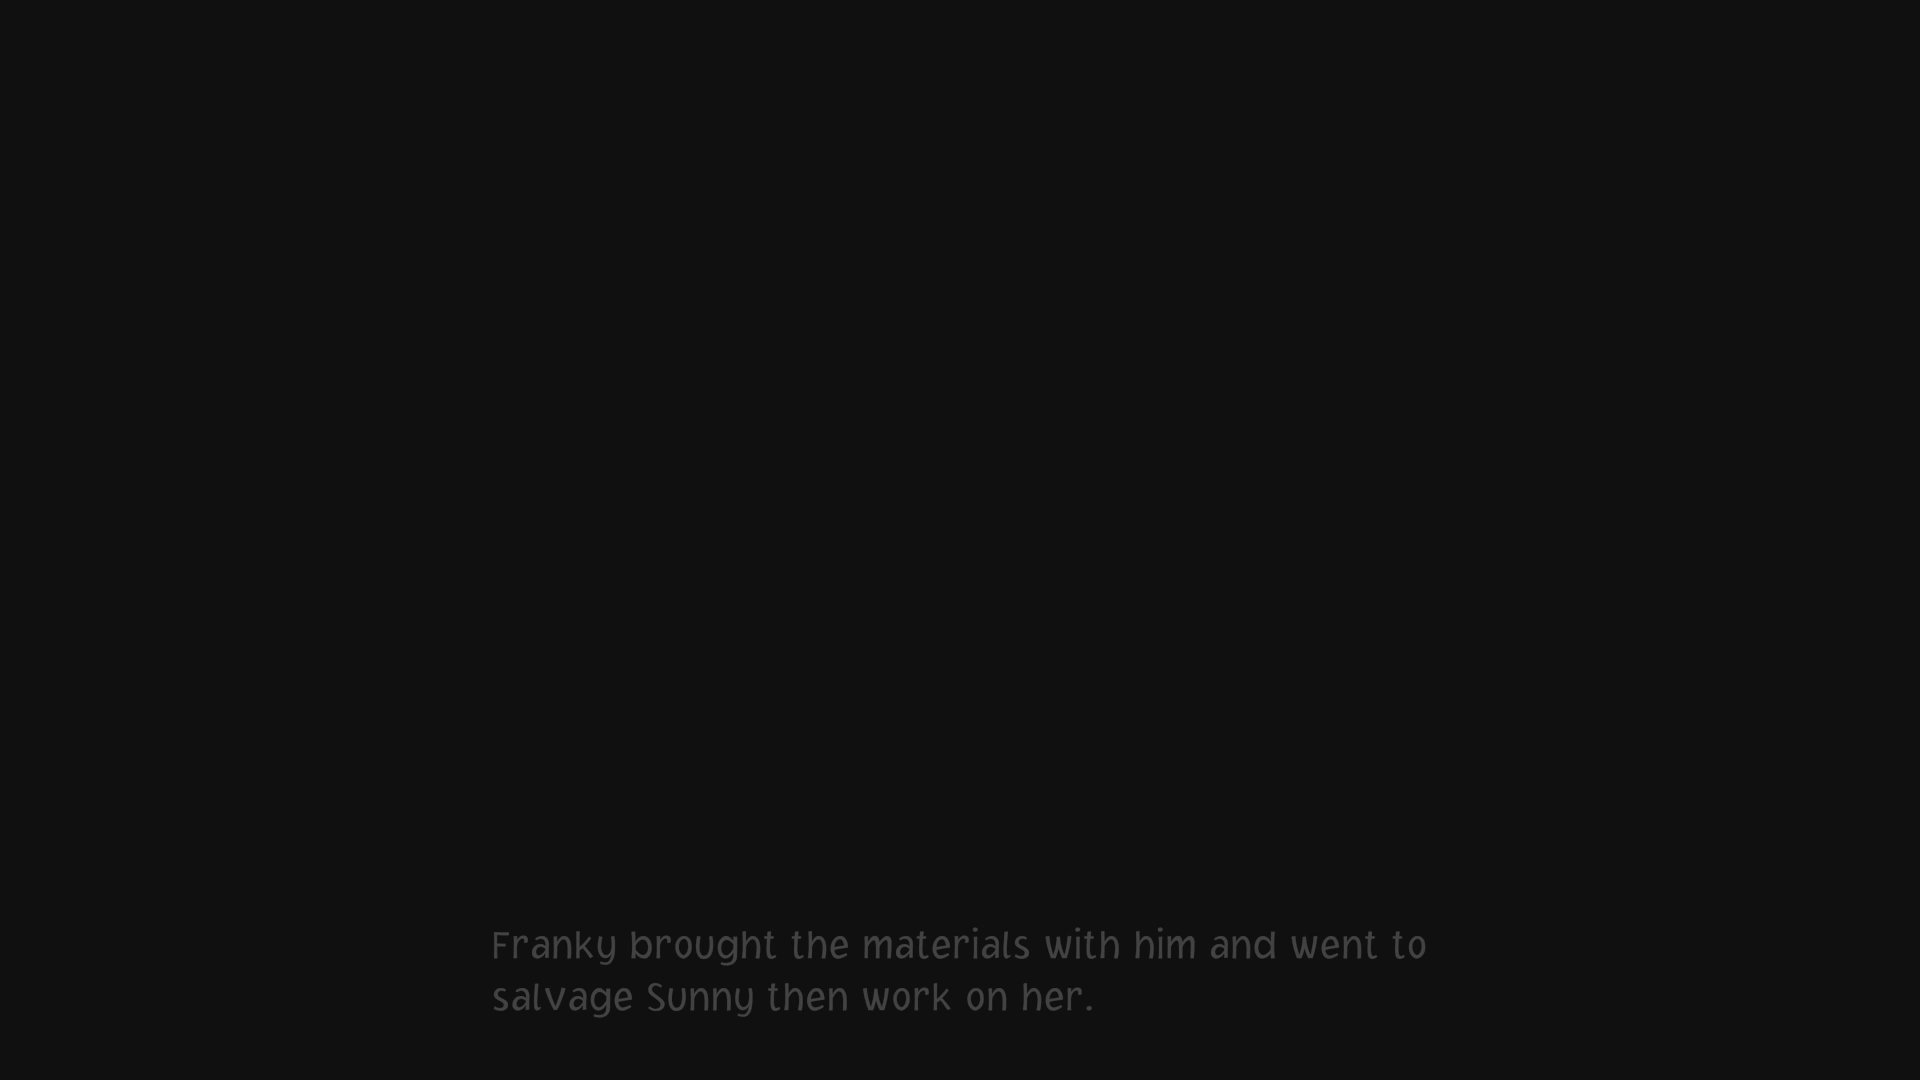 Franky brought the materials with him and went to
salvage Sunny then work on her.